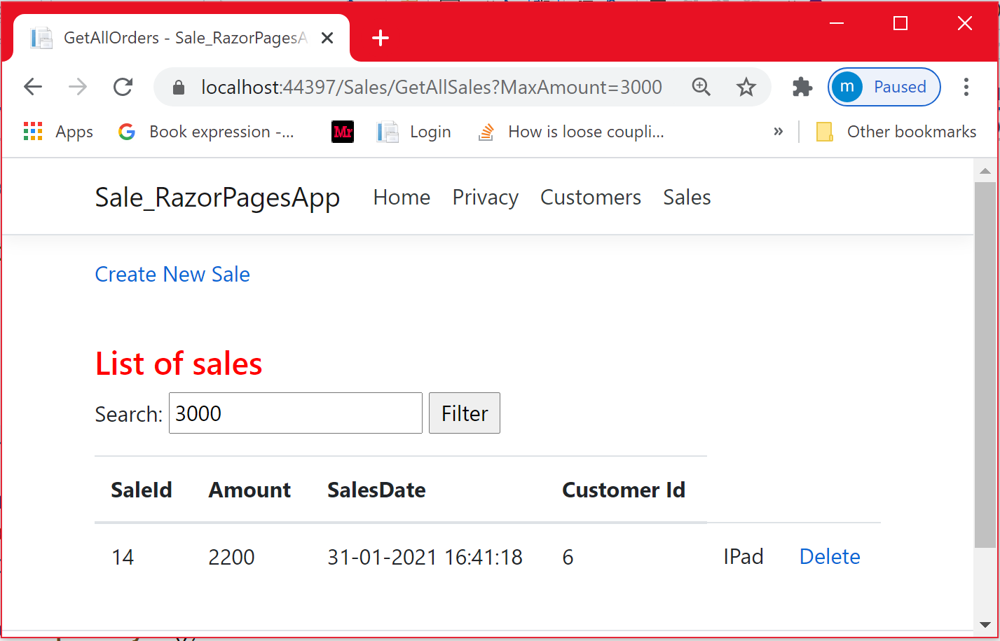 GetAllOrders - Sale_RazorPagesA
localhost:44397/Sales/GetAllSales?MaxAmount=3000
m Paused
Apps Book expression -... Mr Login How is loose coupli... » Other bookmarks
Sale_RazorPagesApp Home Privacy Customers Sales
Create New Sale
List of sales
Search: 3000 Filter
SaleId Amount SalesDate Customer Id
14 2200 31-01-2021 16:41:18 6 IPad Delete